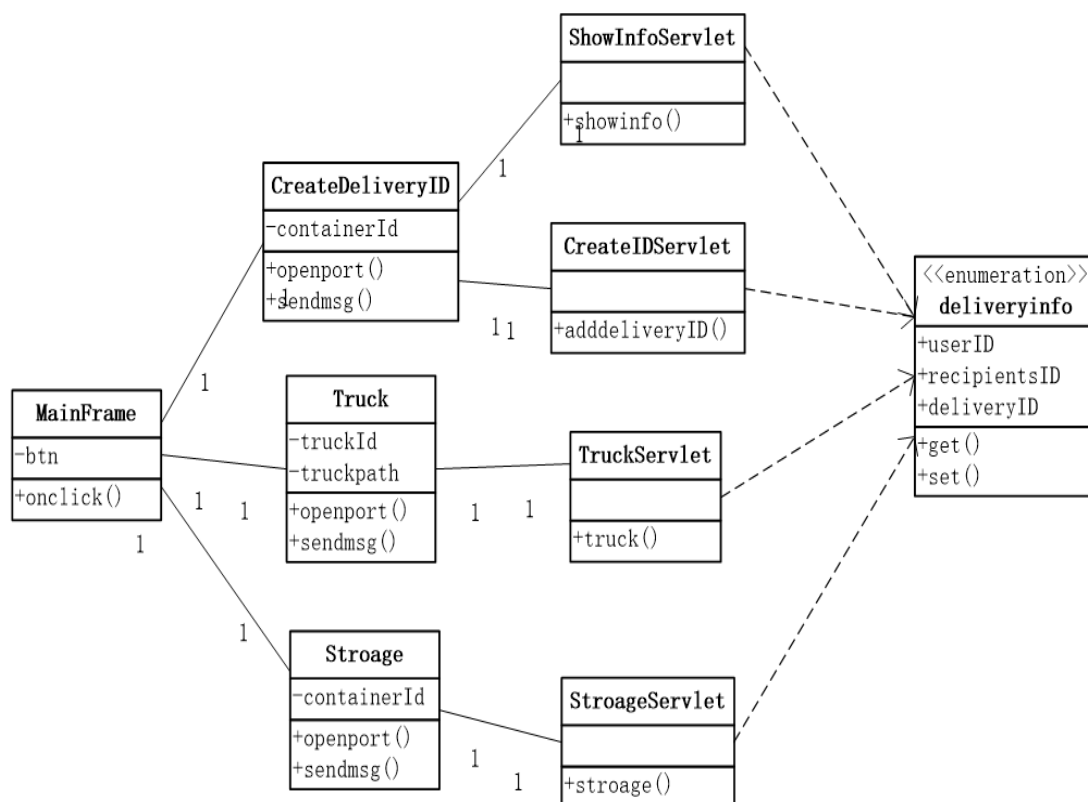 ShowInfoServlet
+showinfo()
1
1
CreateDeliveryID
-containerId
+openport()
+sendmsg()
1
1
CreateIDServlet
+adddeliveryID()
1
1
<<enumeration>>
deliveryinfo
+userID
+recipientsID
+deliveryID
+get()
+set()
MainFrame
-btn
+onclick()
1
1
1
Truck
-truckId
-truckpath
+openport()
+sendmsg()
1
1
TruckServlet
+truck()
1
Stroage
-containerId
+openport()
+sendmsg()
1
1
StroageServlet
+stroage()